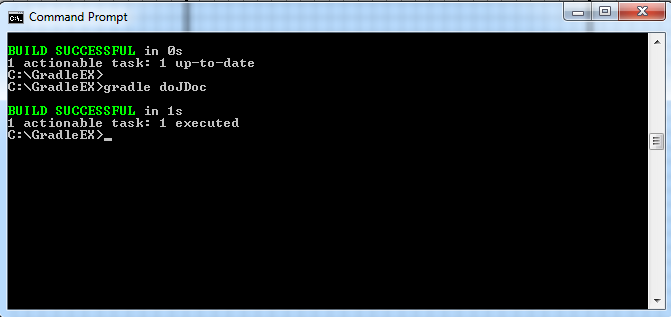 Command Prompt
BUILD SUCCESSFUL in 0s
1 actionable task: 1 up-to-date
C:\GradleEX>
C:\GradleEX>gradle doJDoc
BUILD SUCCESSFUL in 1s
1 actionable task: 1 executed
C:\GradleEX>_